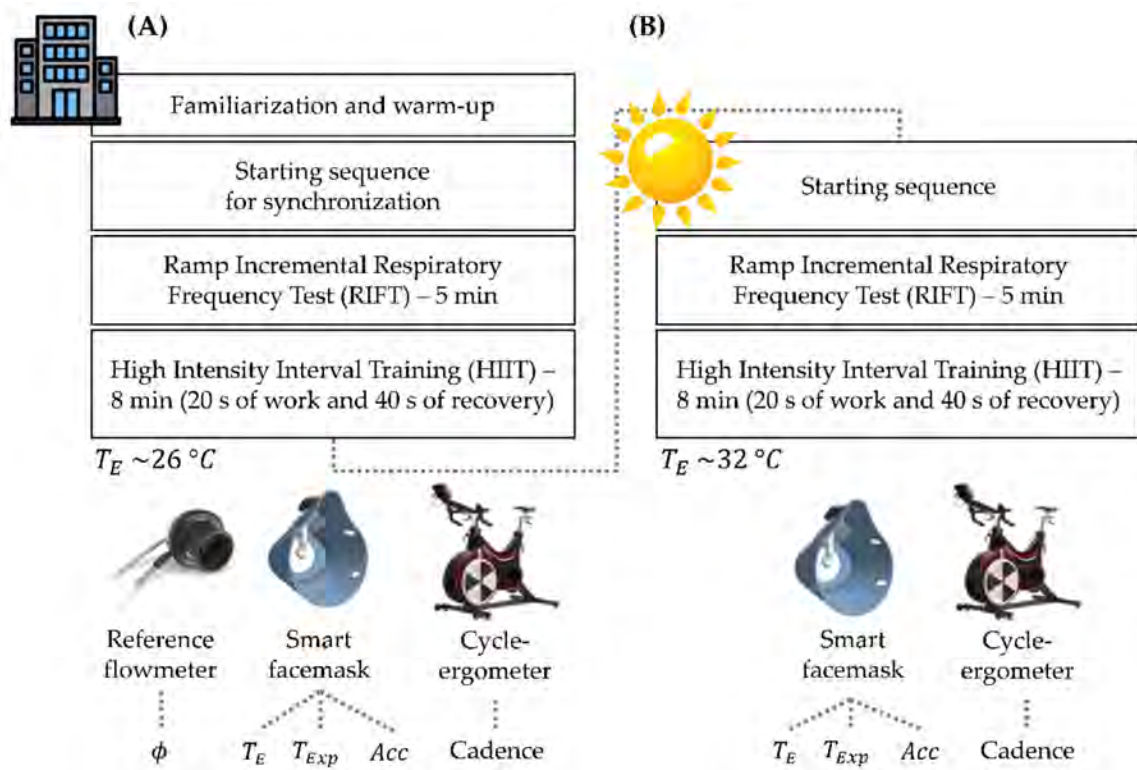 (A)
Familiarization and warm-up
Starting sequence
for synchronization
Ramp Incremental Respiratory
Frequency Test (RIFT) – 5 min
High Intensity Interval Training (HIIT) –
8 min (20 s of work and 40 s of recovery)
T_E ~26 °C
Reference
flowmeter
Smart
facemask
Cycle-
ergometer
ϕ
T_E T_Exp Acc
Cadence
(B)
Starting sequence
Ramp Incremental Respiratory
Frequency Test (RIFT) – 5 min
High Intensity Interval Training (HIIT) –
8 min (20 s of work and 40 s of recovery)
T_E ~32 °C
Smart
facemask
Cycle-
ergometer
T_E T_Exp Acc
Cadence